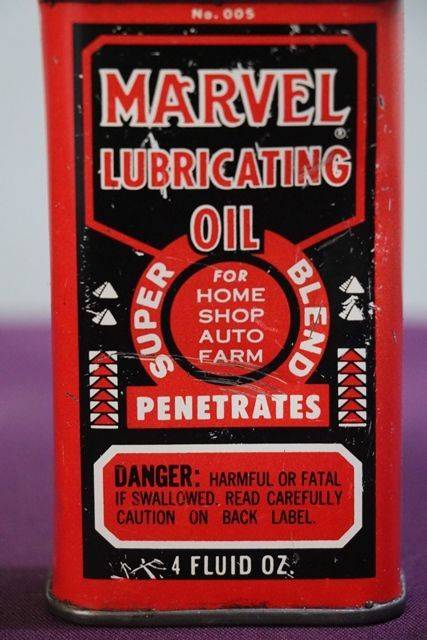 No. 005
MARVEL
®
LUBRICATING
OIL
SUPER BLEND
FOR
HOME
SHOP
AUTO
FARM
PENETRATES
DANGER: HARMFUL OR FATAL
IF SWALLOWED. READ CAREFULLY
CAUTION ON BACK LABEL.
4 FLUID OZ.